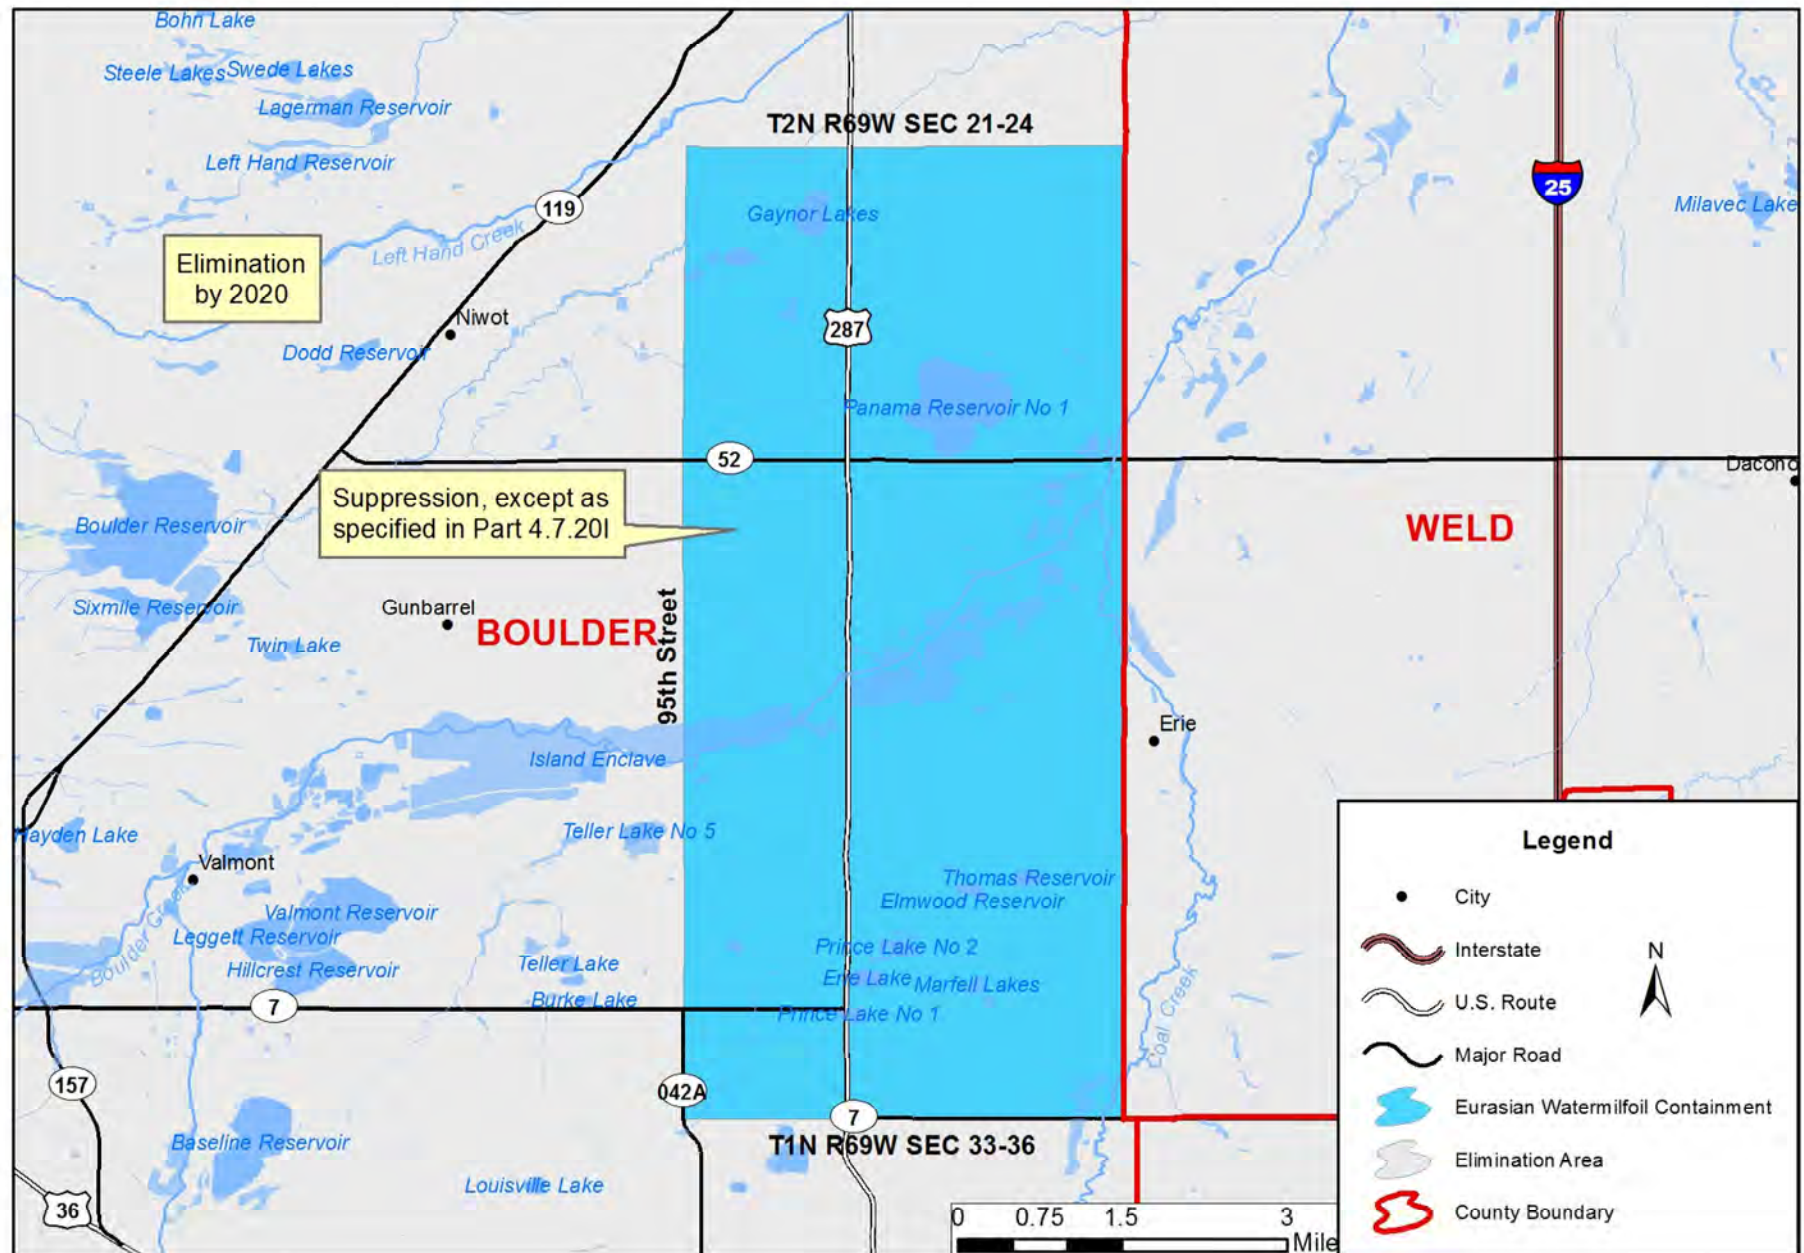 Bohn Lake
Steele Lakes
Swede Lakes
Lagerman Reservoir
T2N R69W SEC 21-24
Left Hand Reservoir
25
Milavec Lake
119
Gaynor Lakes
Left Hand Creek
Elimination
by 2020
Niwot
287
Dodd Reservoir
Panama Reservoir No 1
52
Dacono
Suppression, except as
specified in Part 4.7.20I
Boulder Reservoir
WELD
Sixmile Reservoir
Gunbarrel
BOULDER
95th Street
Twin Lake
Erie
Island Enclave
Hayden Lake
Teller Lake No 5
Valmont
Thomas Reservoir
Elmwood Reservoir
Valmont Reservoir
Boulder Creek
Leggett Reservoir
Prince Lake No 2
Hillcrest Reservoir
Teller Lake
Erie Lake
Marfell Lakes
Burke Lake
7
Prince Lake No 1
Coal Creek
157
042A
7
Baseline Reservoir
T1N R69W SEC 33-36
Louisville Lake
36
0 0.75 1.5 3
Mile
Legend
City
Interstate
N
U.S. Route
Major Road
Eurasian Watermilfoil Containment
Elimination Area
County Boundary